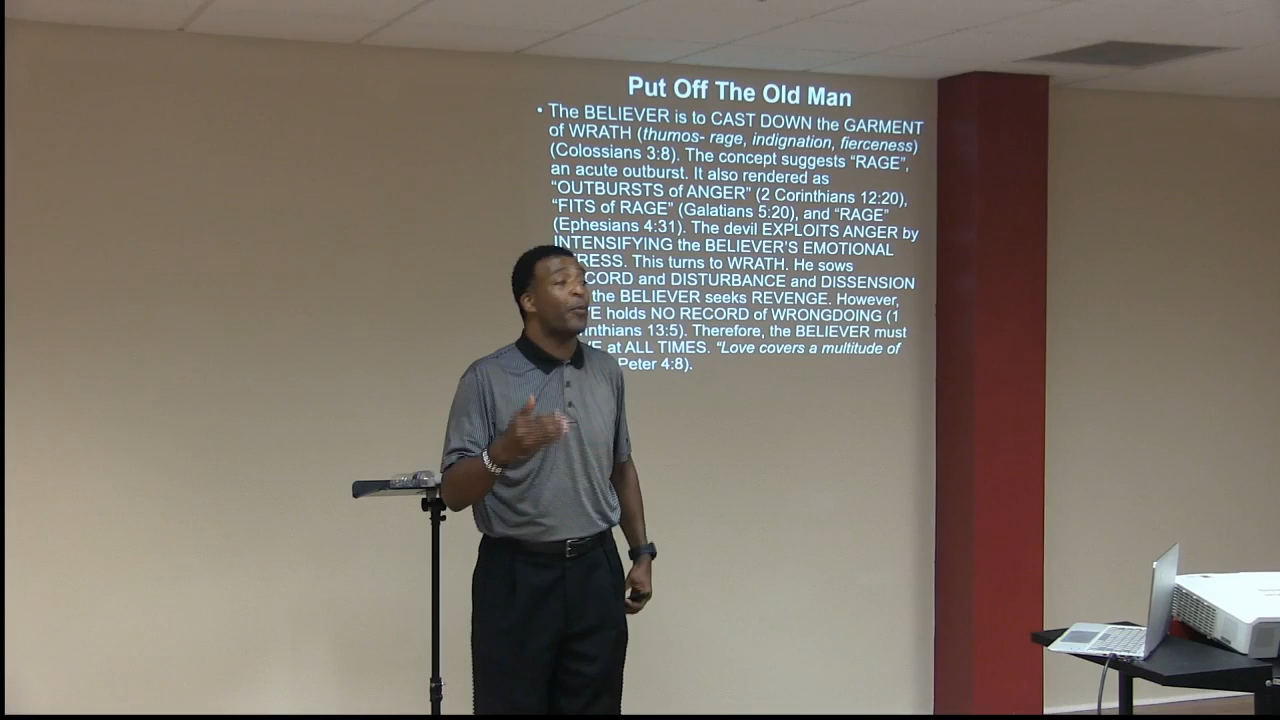 Put Off The Old Man
• The BELIEVER is to CAST DOWN the GARMENT
of WRATH (thumos- rage, indignation, fierceness)
(Colossians 3:8). The concept suggests “RAGE”,
an acute outburst. It also rendered as
“OUTBURSTS of ANGER” (2 Corinthians 12:20),
“FITS of RAGE” (Galatians 5:20), and “RAGE”
(Ephesians 4:31). The devil EXPLOITS ANGER by
INTENSIFYING the BELIEVER’S EMOTIONAL
TRESS. This turns to WRATH. He sows
CORD and DISTURBANCE and DISSENSION
the BELIEVER seeks REVENGE. However,
VE holds NO RECORD of WRONGDOING (1
inthians 13:5). Therefore, the BELIEVER must
VE at ALL TIMES. “Love covers a multitude of
Peter 4:8).